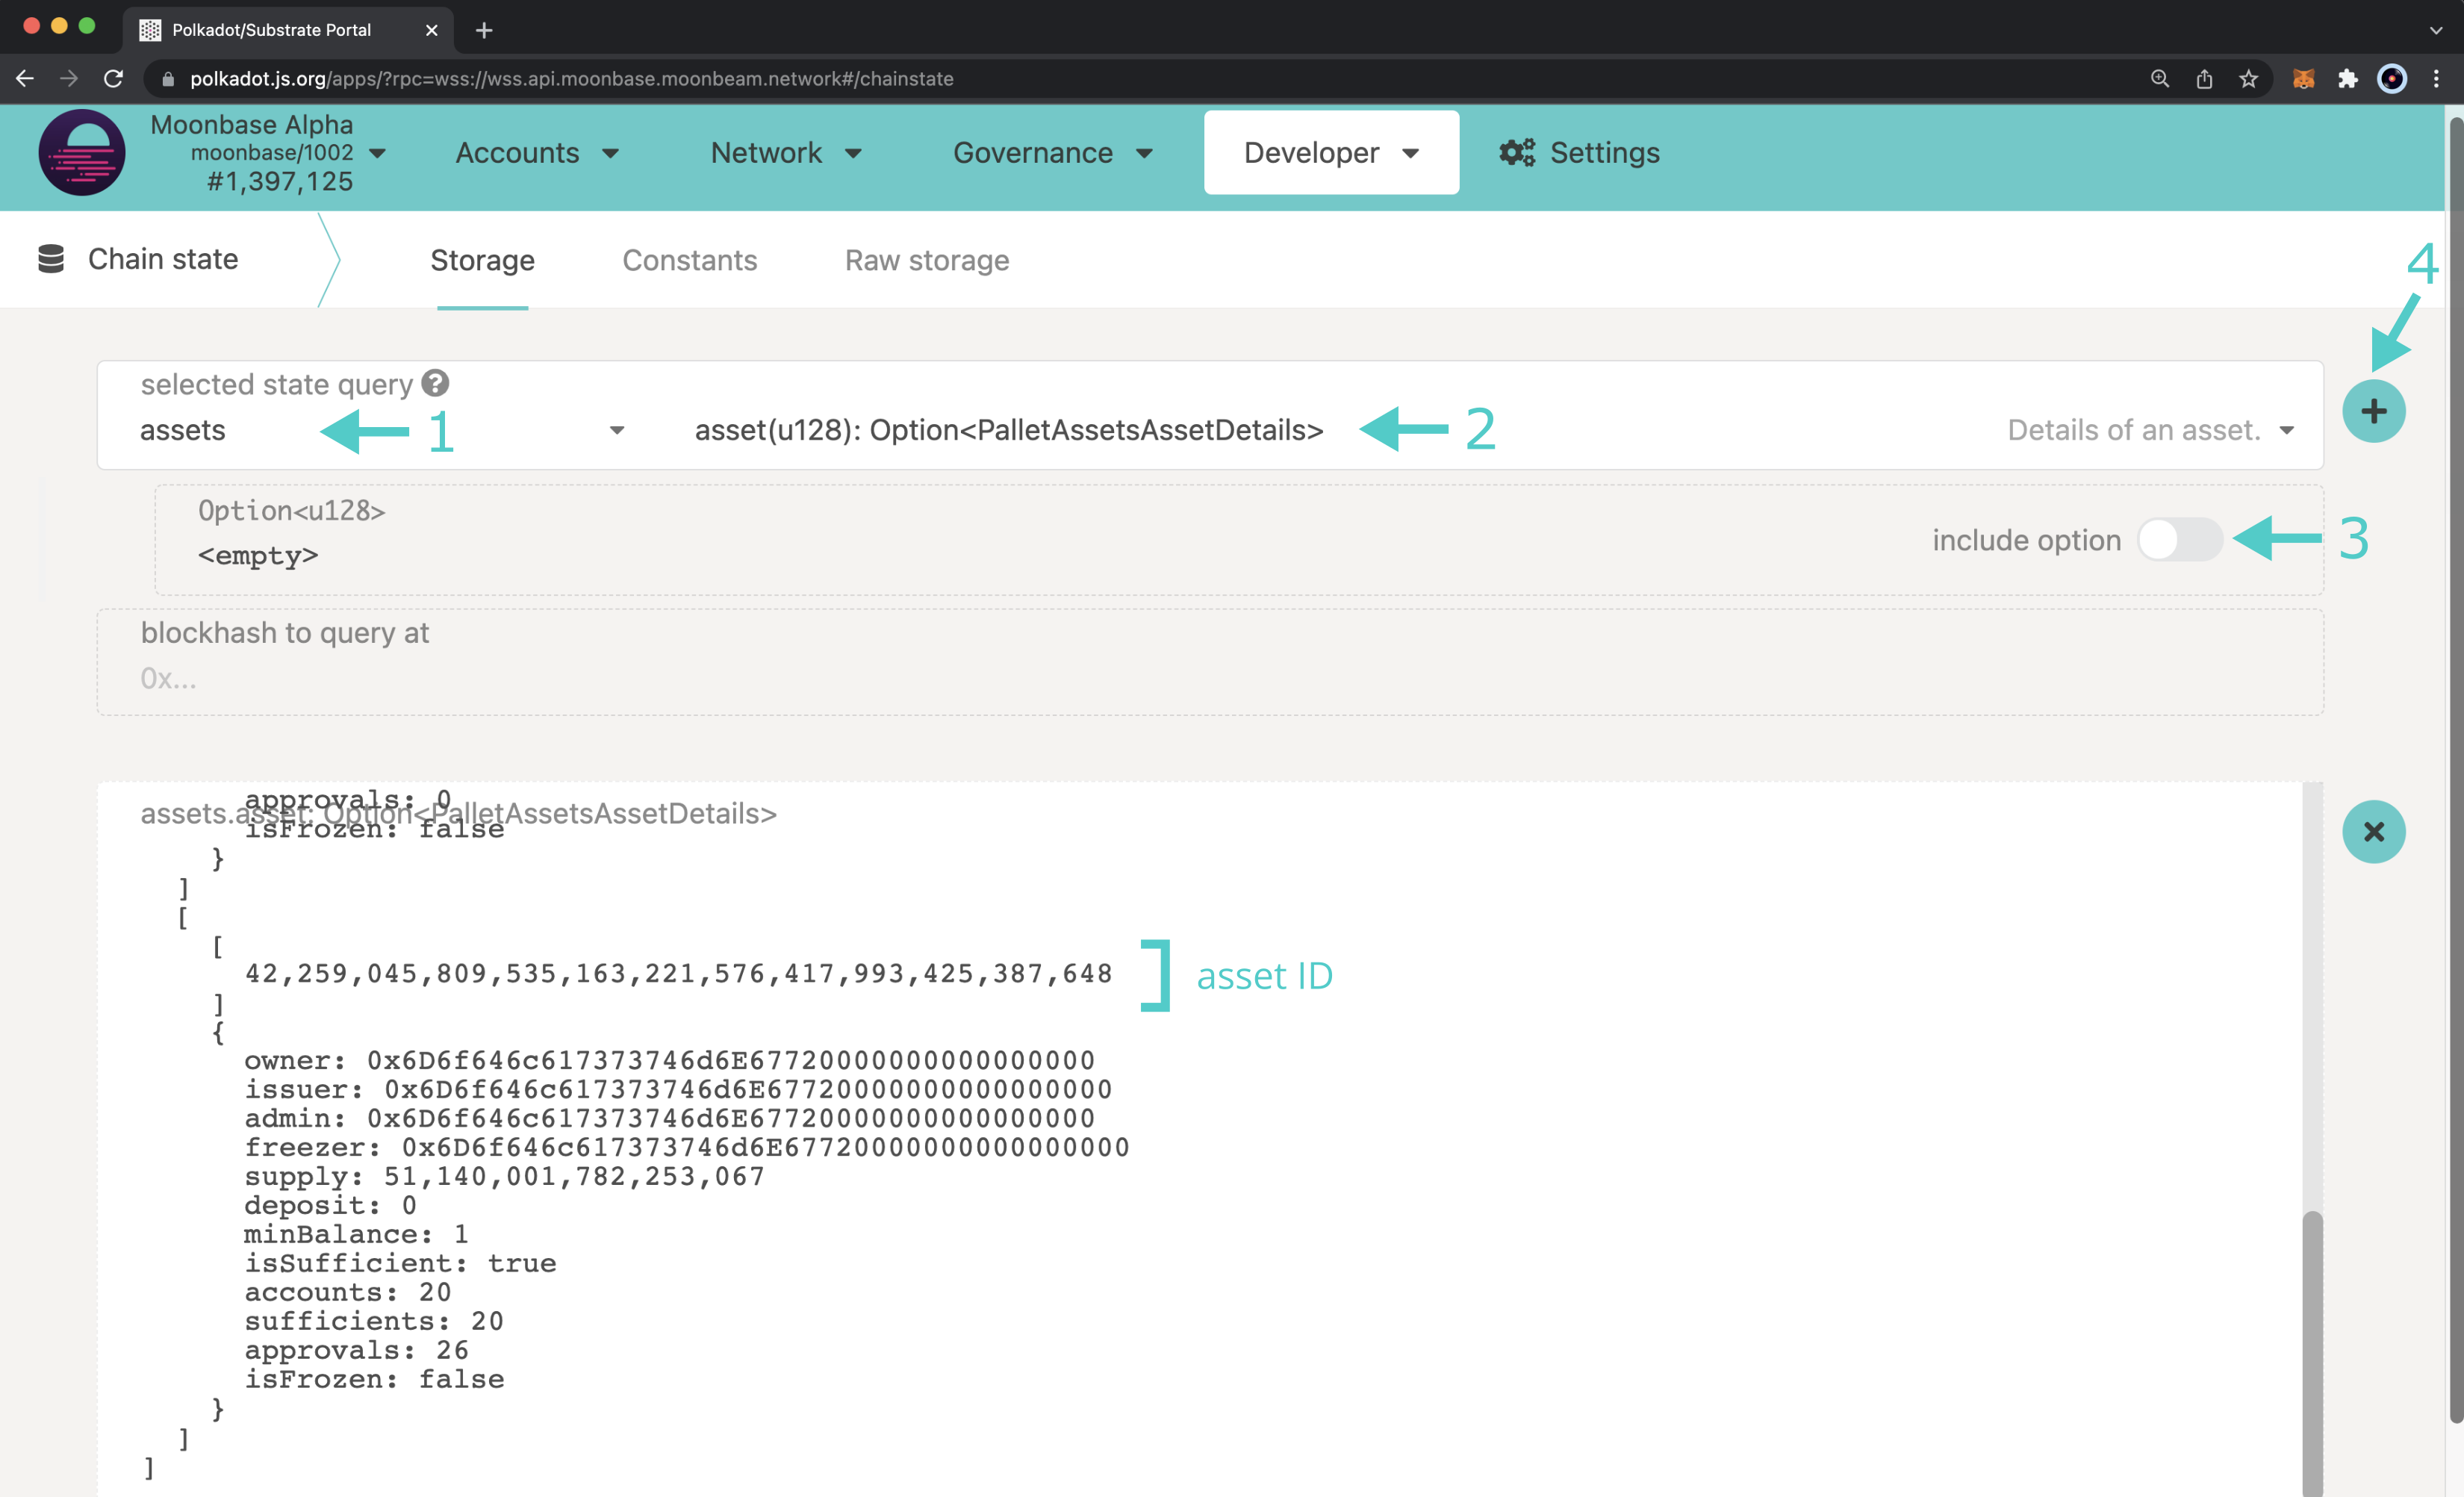 Polkadot/Substrate Portal
polkadot.js.org/apps/?rpc=wss://wss.api.moonbase.moonbeam.network#/chainstate
Moonbase Alpha
moonbase/1002
#1,397,125
Accounts
Network
Governance
Developer
Settings
Chain state
Storage
Constants
Raw storage
4
selected state query
assets
1
asset(u128): Option<PalletAssetsAssetDetails>
2
Details of an asset.
Option<u128>
<empty>
include option
3
blockhash to query at
0x...
assets.asset: Option<PalletAssetsAssetDetails>
approvals: 0
isFrozen: false
}
]
[
[
42,259,045,809,535,163,221,576,417,993,425,387,648
asset ID
]
{
owner: 0x6D6f646c617373746d6E67720000000000000000
issuer: 0x6D6f646c617373746d6E67720000000000000000
admin: 0x6D6f646c617373746d6E67720000000000000000
freezer: 0x6D6f646c617373746d6E67720000000000000000
supply: 51,140,001,782,253,067
deposit: 0
minBalance: 1
isSufficient: true
accounts: 20
sufficients: 20
approvals: 26
isFrozen: false
}
]
]